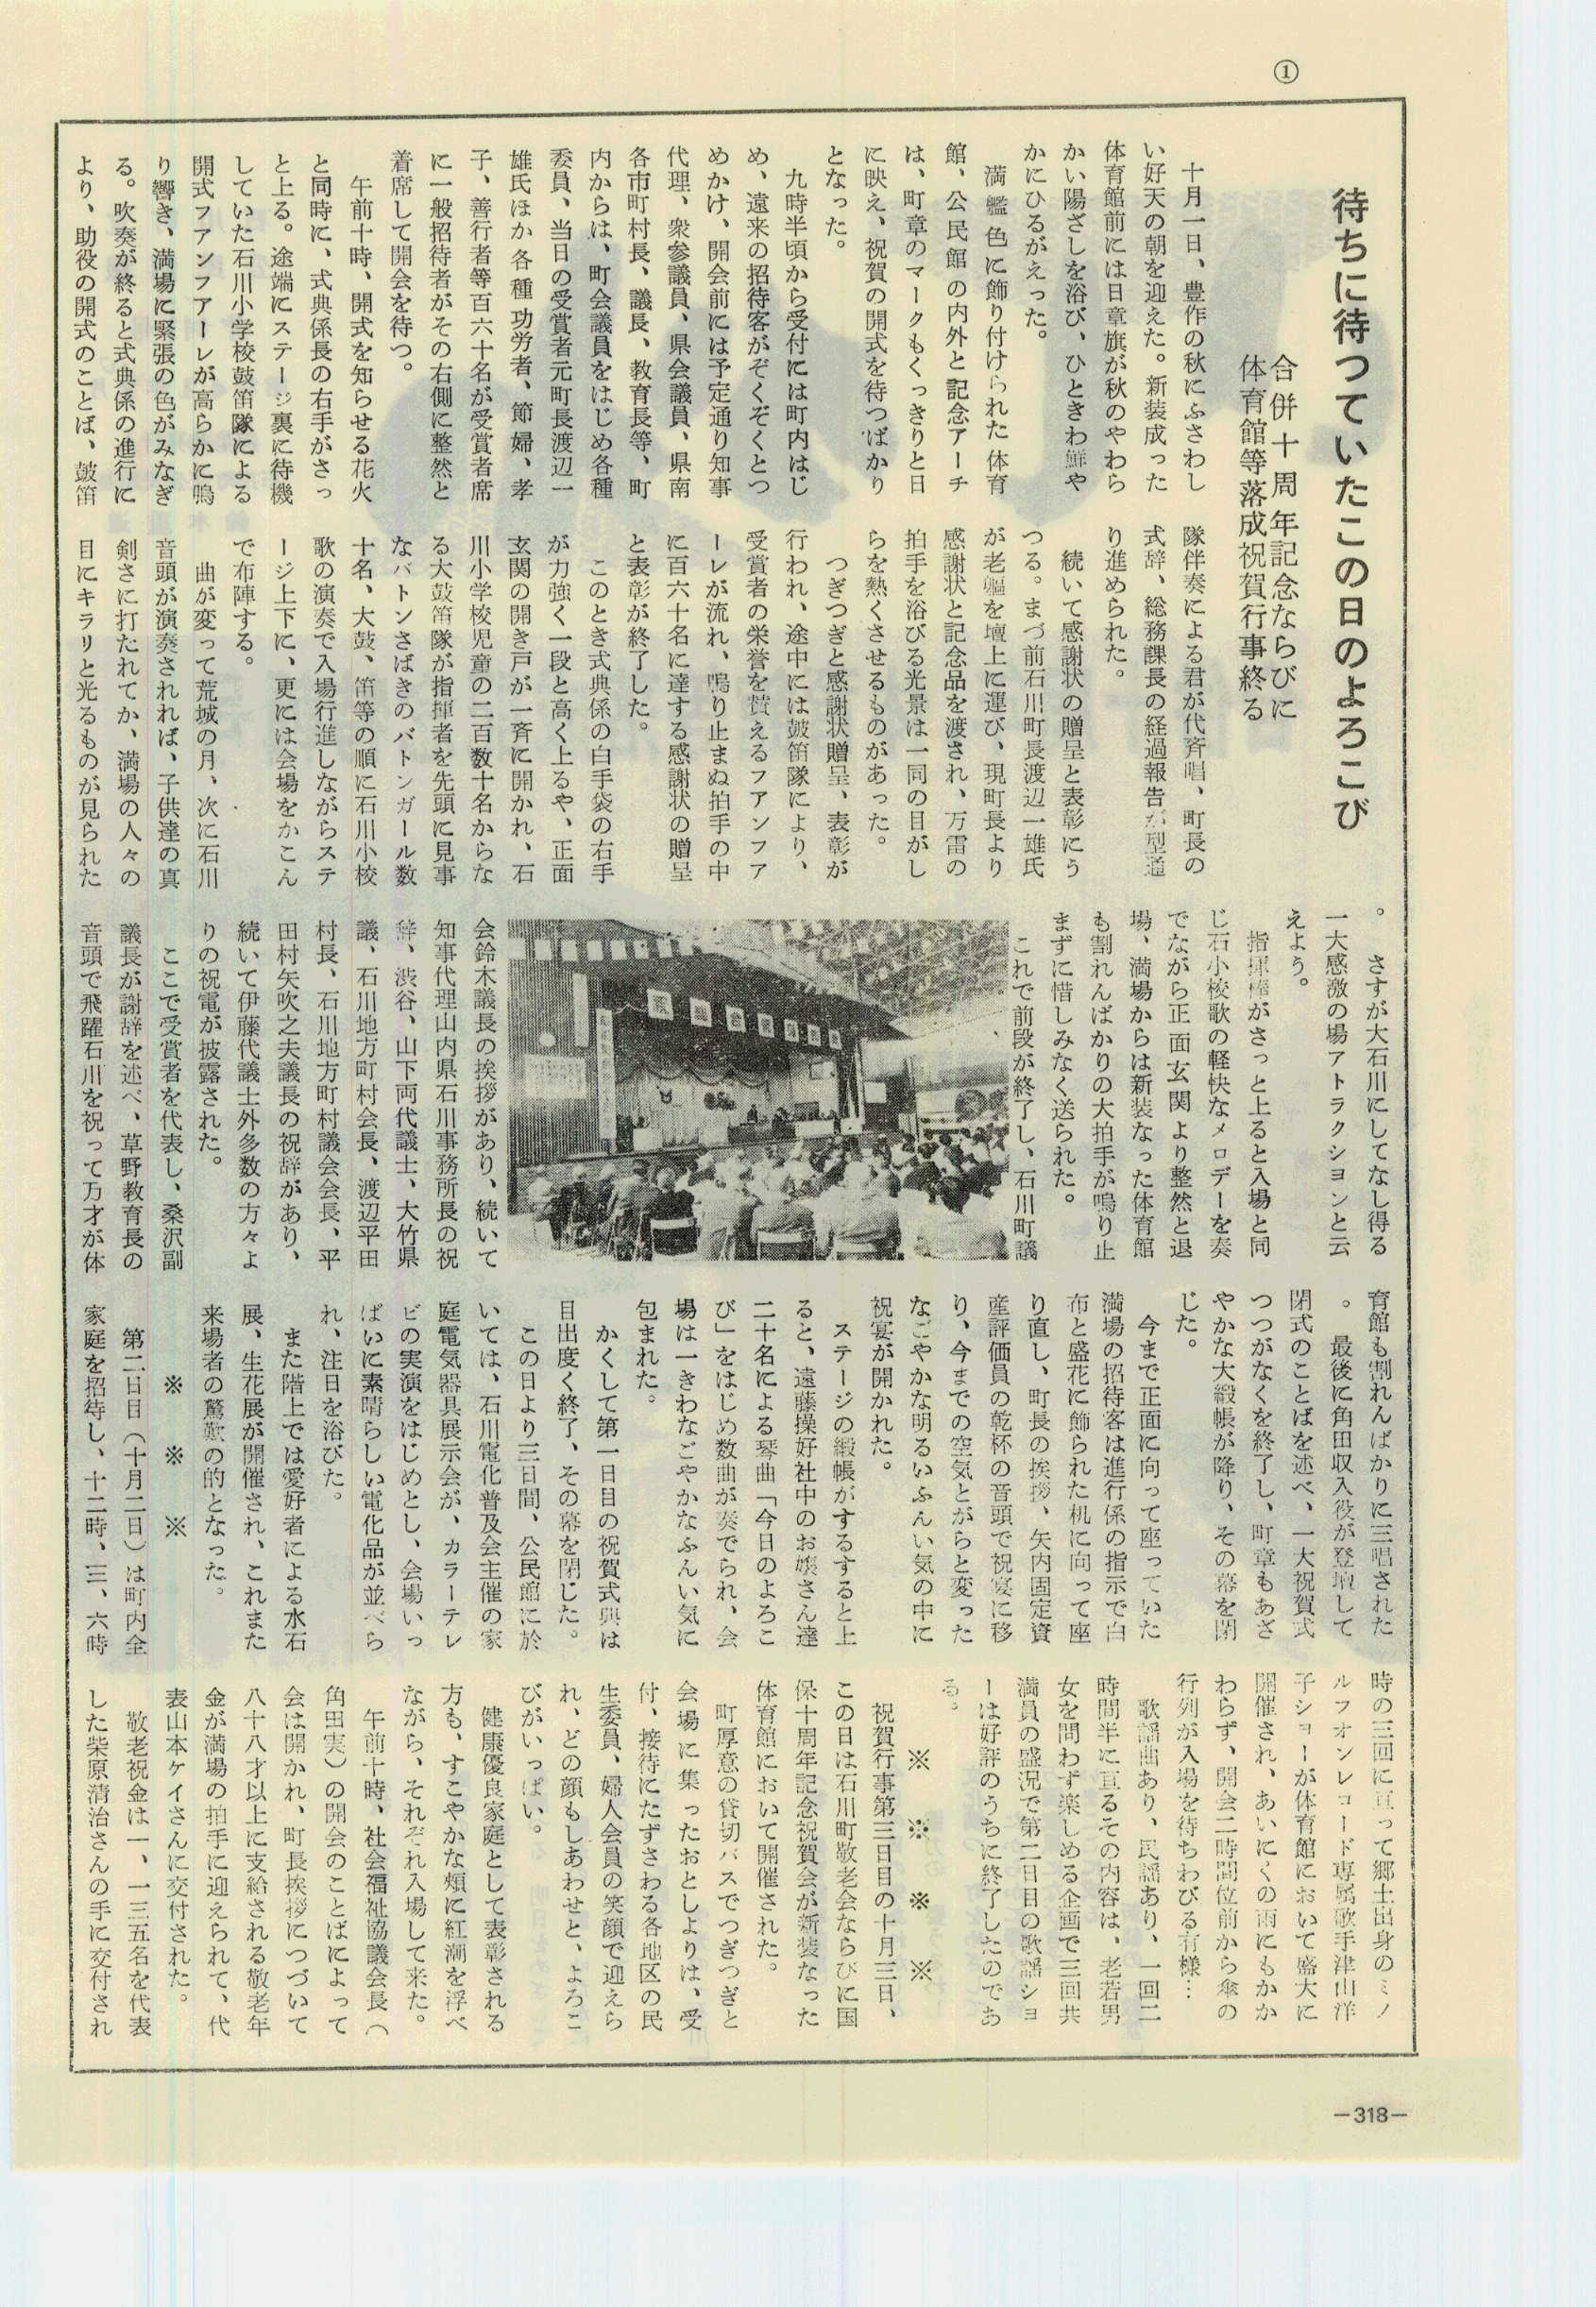 ①
待ちに待つていたこの日のよろこび
合併十周年記念ならびに
体育館等落成祝賀行事終る
十月一日、豊作の秋にふさわし
い好天の朝を迎えた。新装成った
体育館前には日章旗が秋のやわら
かい陽ざしを浴び、ひときわ鮮や
かにひるがえった。
満艦色に飾り付けられた体育
館、公民館の内外と記念アーチ
は、町章のマークもくっきりと日
に映え、祝賀の開式を待つばかり
となった。
九時半頃から受付には町内はじ
め、遠来の招待客がぞくぞくとつ
めかけ、開会前には予定通り知事
代理、衆参議員、県会議員、県南
各市町村長、議長、教育長等、町
内からは、町会議員をはじめ各種
委員、当日の受賞者元町長渡辺一
雄氏ほか各種功労者、節婦、孝
子、善行者等百六十名が受賞者席
に一般招待者がその右側に整然と
着席して開会を待つ。
午前十時、開式を知らせる花火
と同時に、式典係長の右手がさっ
と上る。途端にステージ裏に待機
していた石川小学校鼓笛隊による
開式フアンフアーレが高らかに鳴
り響き、満場に緊張の色がみなぎ
る。吹奏が終ると式典係の進行に
より、助役の開式のことば、鼓笛
隊伴奏による君が代斉唱、町長の
式辞、総務課長の経過報告が型通
り進められた。
続いて感謝状の贈呈と表彰にう
つる。まづ前石川町長渡辺一雄氏
が老軀を壇上に運び、現町長より
感謝状と記念品を渡され、万雷の
拍手を浴びる光景は一同の目がし
らを熱くさせるものがあった。
つぎつぎと感謝状贈呈、表彰が
行われ、途中には鼓笛隊により、
受賞者の栄誉を賛えるフアンフア
ーレが流れ、鳴り止まぬ拍手の中
に百六十名に達する感謝状の贈呈
と表彰が終了した。
このとき式典係の白手袋の右手
が力強く一段と高く上るや、正面
玄関の開き戸が一斉に開かれ、石
川小学校児童の二百数十名からな
る大鼓笛隊が指揮者を先頭に見事
なバトンさばきのバトンガール数
十名、大鼓、笛等の順に石川小校
歌の演奏で入場行進しながらステ
ージ上下に、更には会場をかこん
で布陣する。
曲が変って荒城の月、次に石川
音頭が演奏されれば、子供達の真
剣さに打たれてか、満場の人々の
目にキラリと光るものが見られた
。さすが大石川にしてなし得る
一大感激の場アトラクションと云
えよう。
指揮棒がさっと上ると入場と同
じ石小校歌の軽快なメロデーを奏
でながら正面玄関より整然と退
場、満場からは新装なった体育館
も割れんばかりの大拍手が鳴り止
まずに惜しみなく送られた。
これで前段が終了し、石川町議
会鈴木議長の挨拶があり、続いて
知事代理山内県石川事務所長の祝
辞、渋谷、山下両代議士、大竹県
議、石川地方町村会長、渡辺平田
村長、石川地方町村議会会長、平
田村矢吹之夫議長の祝辞があり、
続いて伊藤代議士外多数の方々よ
りの祝電が披露された。
ここで受賞者を代表し、桑沢副
議長が謝辞を述べ、草野教育長の
音頭で飛躍石川を祝って万才が体
育館も割れんばかりに三唱された
。最後に角田収入役が登壇して
閉式のことばを述べ、一大祝賀式
つつがなくを終了し、町章もあざ
やかな大緞帳が降り、その幕を閉
じた。
今まで正面に向って座っていた
満場の招待客は進行係の指示で白
布と盛花に飾られた机に向って座
り直し、町長の挨拶、矢内固定資
産評価員の乾杯の音頭で祝宴に移
り、今までの空気とがらと変った
なごやかな明るいふんい気の中に
祝宴が開かれた。
ステージの緞帳がするすると上
ると、遠藤操好社中のお嬢さん達
二十名による琴曲「今日のよろこ
び」をはじめ数曲が奏でられ、会
場は一きわなごやかなふんい気に
包まれた。
かくして第一日目の祝賀式典は
目出度く終了、その幕を閉じた。
この日より三日間、公民館に於
いては、石川電化普及会主催の家
庭電気器具展示会が、カラーテレ
ビの実演をはじめとし、会場いっ
ぱいに素晴らしい電化品が並べら
れ、注目を浴びた。
また階上では愛好者による水石
展、生花展が開催され、これまた
来場者の驚歎の的となった。
※　※　※
第二日目（十月二日）は町内全
家庭を招待し、十二時、三、六時
時の三回に亘って郷土出身のミノ
ルフオンレコード専属歌手津山洋
子ショーが体育館において盛大に
開催され、あいにくの雨にもかか
わらず、開会二時間位前から傘の
行列が入場を待ちわびる有様…
歌謡曲あり、民謡あり、一回二
時間半に亘るその内容は、老若男
女を問わず楽しめる企画で三回共
満員の盛況で第二日目の歌謡ショ
ーは好評のうちに終了したのであ
る。
※　※　※　※
祝賀行事第三日目の十月三日、
この日は石川町敬老会ならびに国
保十周年記念祝賀会が新装なった
体育館において開催された。
町厚意の貸切バスでつぎつぎと
会場に集ったおとしよりは、受
付、接待にたずさわる各地区の民
生委員、婦人会員の笑顔で迎えら
れ、どの顔もしあわせと、よろこ
びがいっぱい。
健康優良家庭として表彰される
方も、すこやかな頬に紅潮を浮べ
ながら、それぞれ入場して来た。
午前十時、社会福祉協議会長（
角田実）の開会のことばによって
会は開かれ、町長挨拶につづいて
八十八才以上に支給される敬老年
金が満場の拍手に迎えられて、代
表山本ケイさんに交付された。
敬老祝金は一、一三五名を代表
した柴原清治さんの手に交付され
—318—